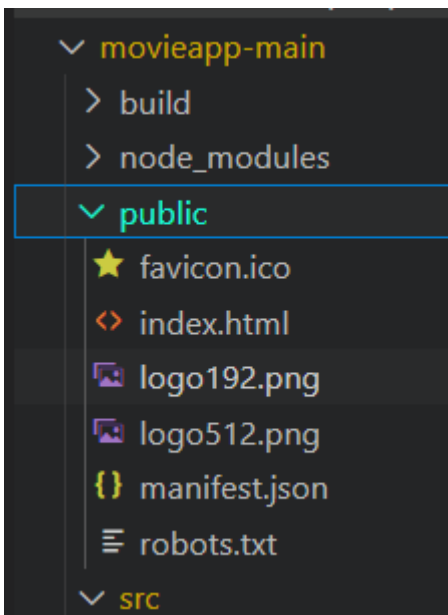 movieapp-main
build
node_modules
public
favicon.ico
index.html
logo192.png
logo512.png
manifest.json
robots.txt
src